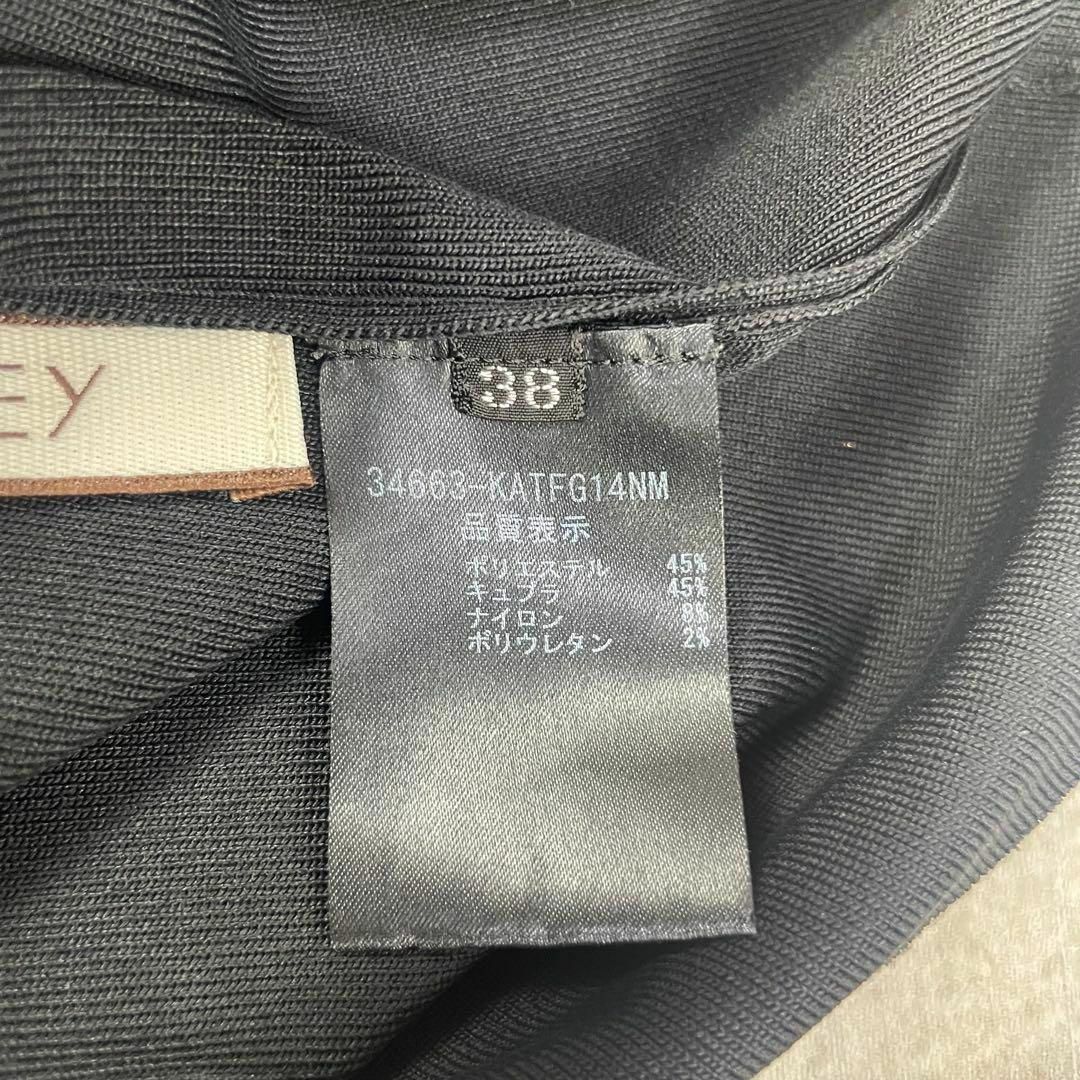 EY
38
34663-KATFG14NM
品質表示
ポリエステル 45%
キュプラ 45%
ナイロン 8%
ポリウレタン 2%